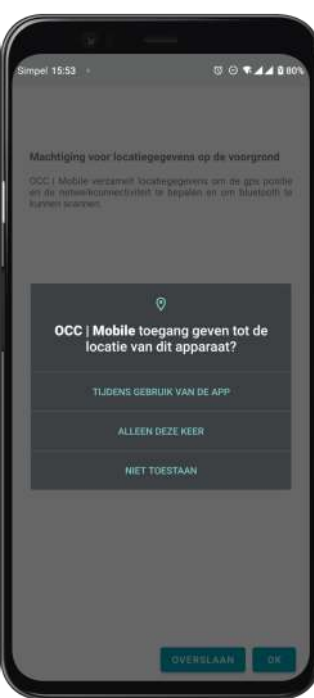 Simpel 15:53
80%
Machtiging voor locatiegegevens op de voorgrond
OCC | Mobile verzamelt locatiegegevens om de gps positie
en de netwerkconnectiviteit te bepalen en om bluetooth te
kunnen scannen.
OCC | Mobile toegang geven tot de
locatie van dit apparaat?
TIJDENS GEBRUIK VAN DE APP
ALLEEN DEZE KEER
NIET TOESTAAN
OVERSLAAN
OK